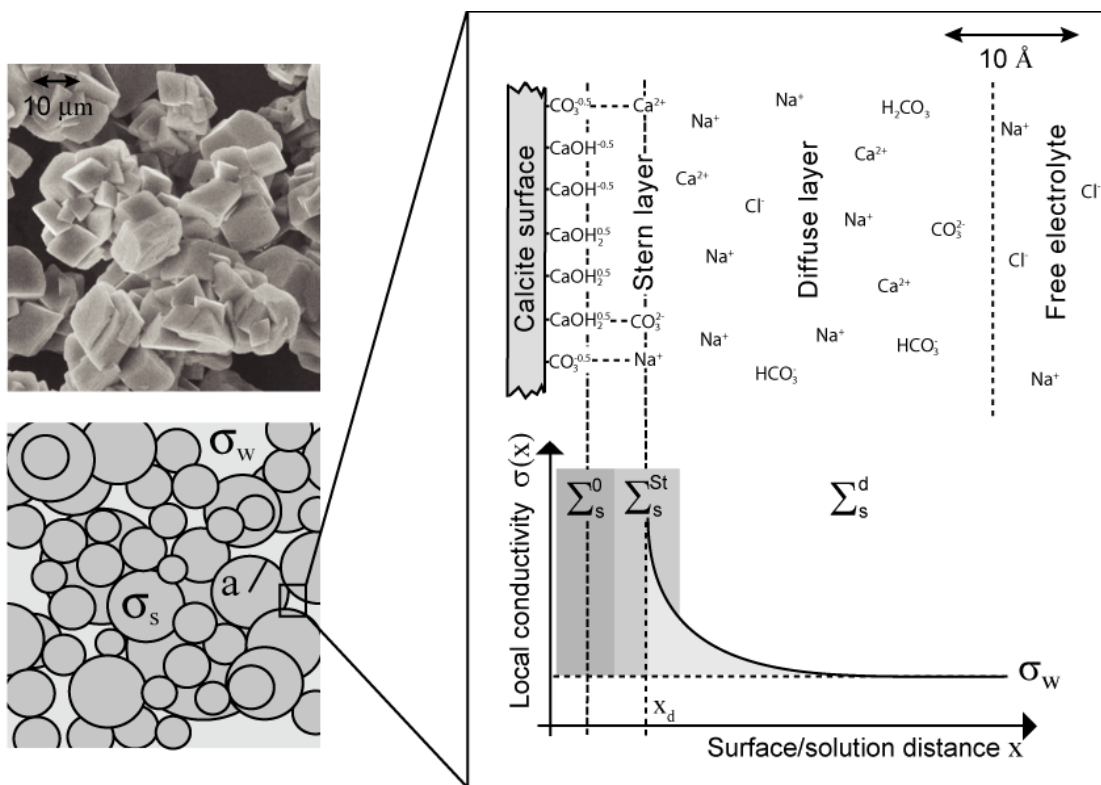 10 μm
10 Å
Calcite surface
CO₃⁻⁰·⁵
Ca²⁺
CaOH⁻⁰·⁵
CaOH⁻⁰·⁵
CaOH₂⁰·⁵
CaOH₂⁰·⁵
CaOH₂⁰·⁵
CO₃²⁻
CO₃⁻⁰·⁵
Na⁺
Stern layer
Na⁺
Na⁺
H₂CO₃
Ca²⁺
Ca²⁺
Cl⁻
Na⁺
CO₃²⁻
Na⁺
Ca²⁺
Na⁺
Na⁺
HCO₃⁻
HCO₃⁻
Diffuse layer
Na⁺
Cl⁻
Cl⁻
Na⁺
Free electrolyte
σw
σs
a
Local conductivity σ(x)
Σs⁰
Σsˢᵗ
Σsᵈ
σw
xd
Surface/solution distance x